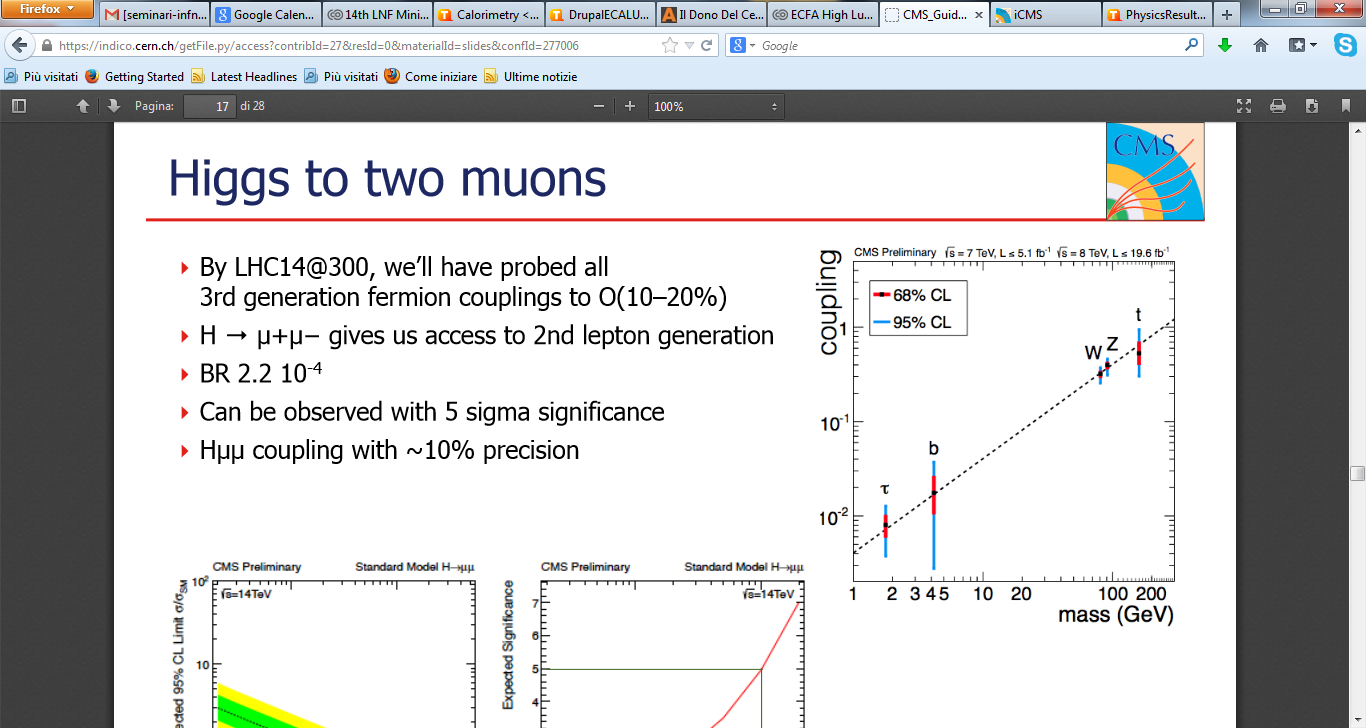 Firefox
[seminari-infn...
Google Calen...
14th LNF Mini...
Calorimetry <...
DrupalECALU...
Il Dono Del Ce...
ECFA High Lu...
CMS_Guid...
iCMS
PhysicsResult...
https://indico.cern.ch/getFile.py/access?contribId=27&resId=0&materialId=slides&confId=277006
Google
Più visitati
Getting Started
Latest Headlines
Più visitati
Come iniziare
Ultime notizie
Pagina: 17 di 28
100%
Higgs to two muons
CMS
By LHC14@300, we'll have probed all
3rd generation fermion couplings to O(10–20%)
H → µ+µ− gives us access to 2nd lepton generation
BR 2.2 10-4
Can be observed with 5 sigma significance
Hµµ coupling with ~10% precision
CMS Preliminary √s = 7 TeV, L ≤ 5.1 fb-1 √s = 8 TeV, L ≤ 19.6 fb-1
coupling
68% CL
95% CL
1
10-1
10-2
τ
b
W
Z
t
1 2 3 4 5 10 20 100 200
mass (GeV)
CMS Preliminary Standard Model H→µµ
√s=14TeV
102
10
ected 95% CL Limit σ/σSM
CMS Preliminary Standard Model H→µµ
√s=14TeV
Expected Significance
7
6
5
4